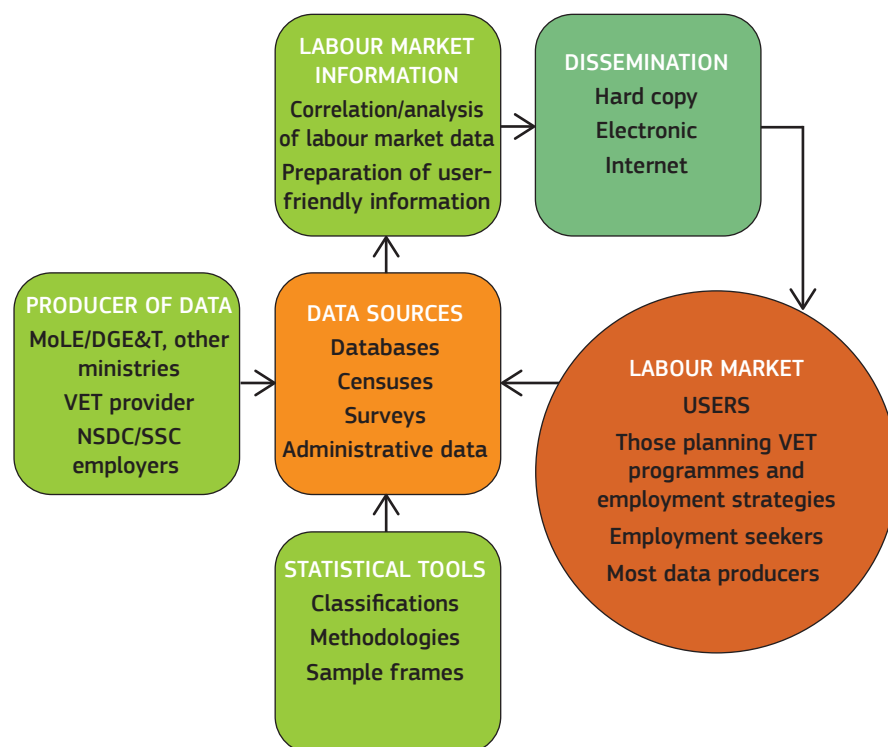 LABOUR MARKET
INFORMATION
Correlation/analysis
of labour market data
Preparation of user-
friendly information
DISSEMINATION
Hard copy
Electronic
Internet
PRODUCER OF DATA
MoLE/DGE&T, other
ministries
VET provider
NSDC/SSC
employers
DATA SOURCES
Databases
Censuses
Surveys
Administrative data
LABOUR MARKET
USERS
Those planning VET
programmes and
employment strategies
Employment seekers
Most data producers
STATISTICAL TOOLS
Classifications
Methodologies
Sample frames